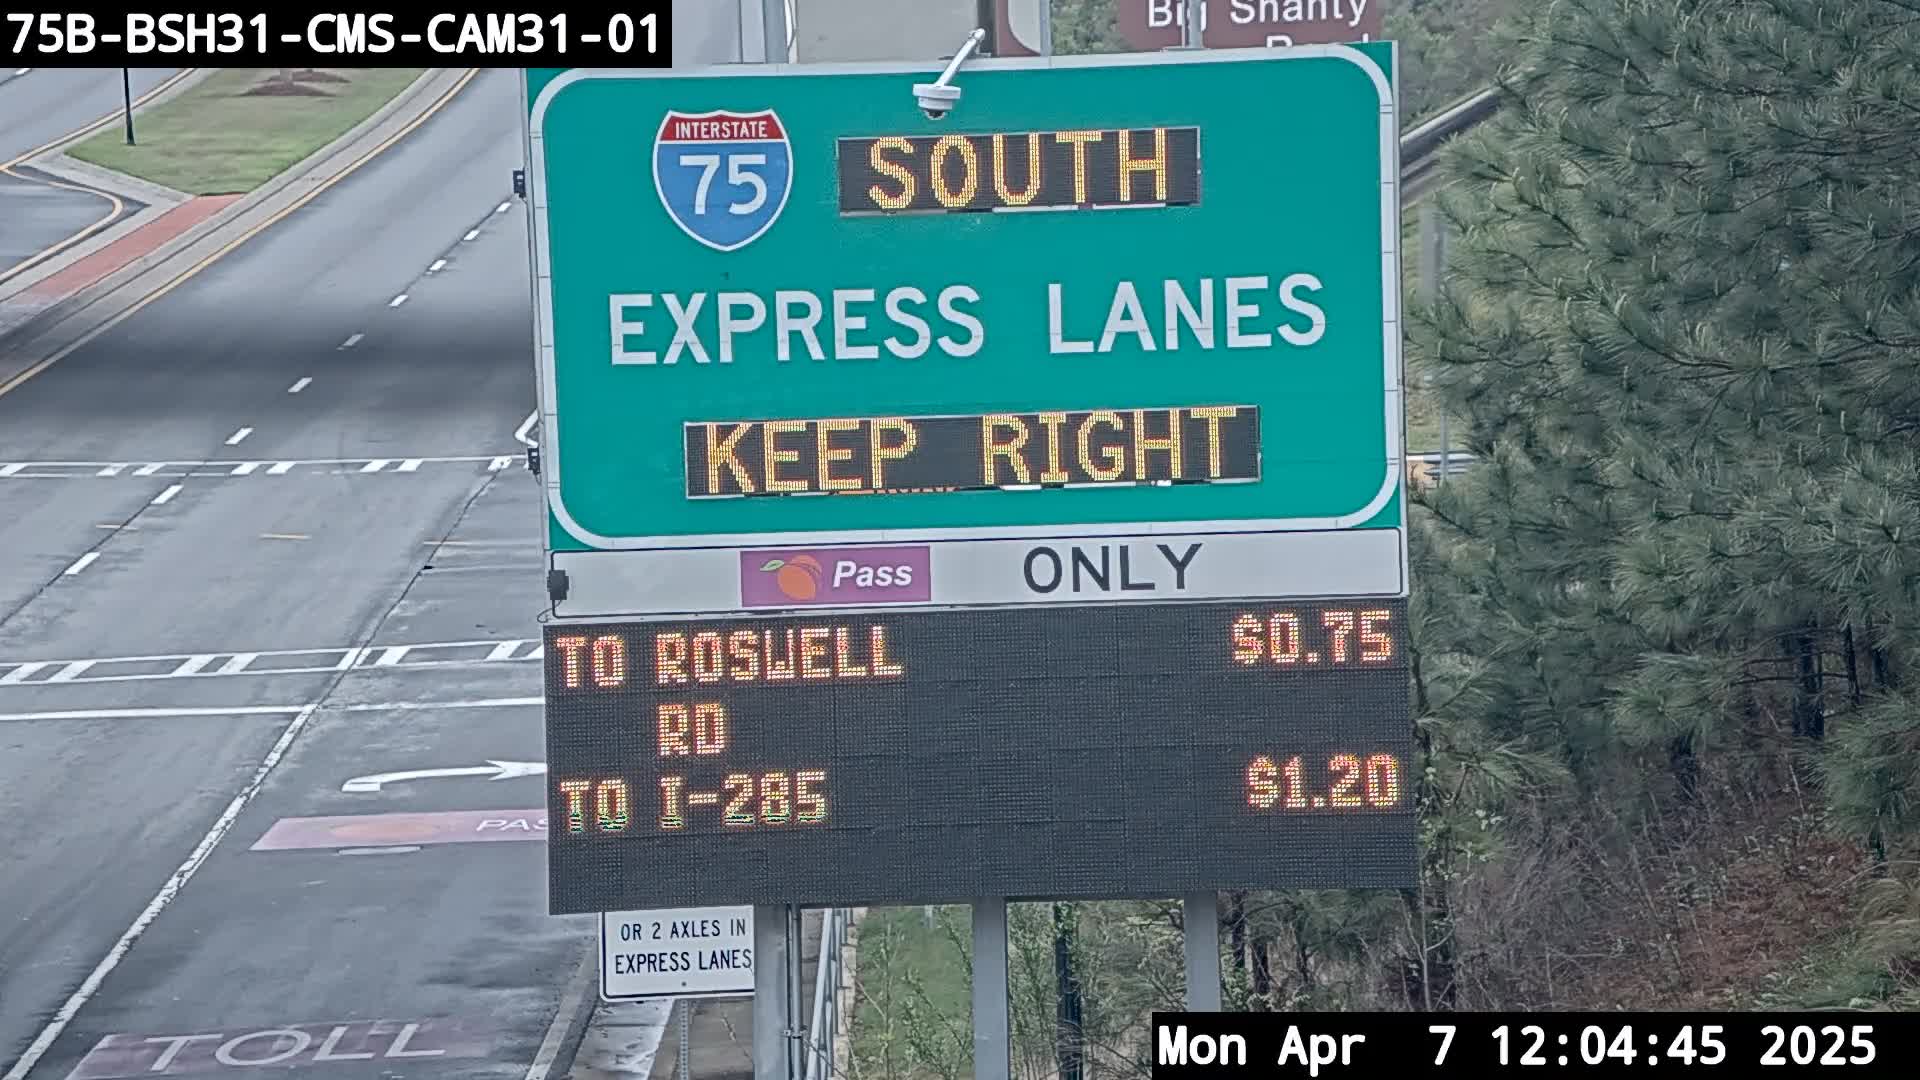 75B-BSH31-CMS-CAM31-01
Big Shanty
Road
INTERSTATE
75
SOUTH
EXPRESS LANES
KEEP RIGHT
Pass ONLY
TO ROSWELL $0.75
RD
TO I-285 $1.20
OR 2 AXLES IN
EXPRESS LANES
TOLL
Mon Apr 7 12:04:45 2025